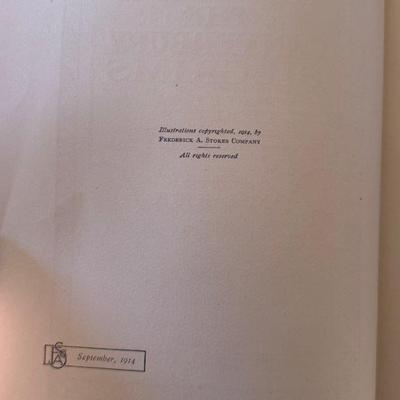 Illustrations copyrighted, 1914, by
FREDERICK A. STOKES COMPANY
All rights reserved
September, 1914